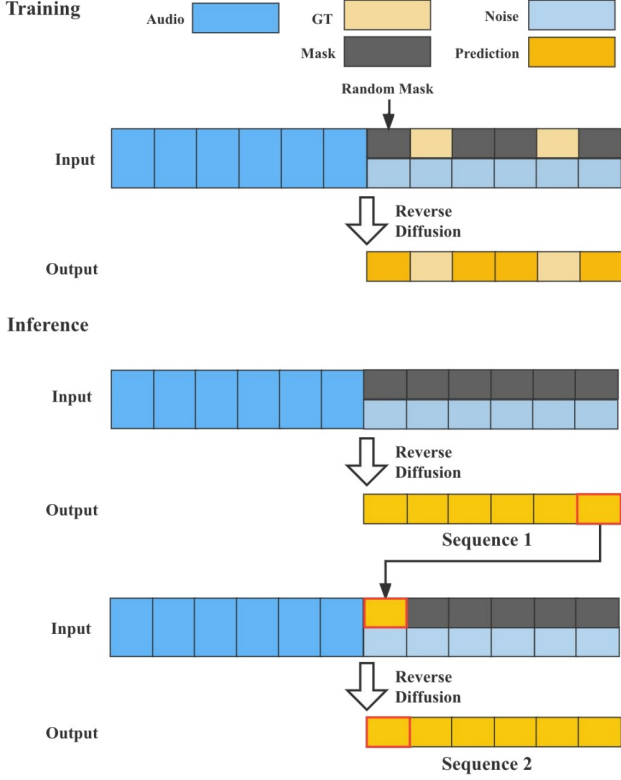 Training
Audio
GT
Noise
Mask
Prediction
Random Mask
Input
Reverse
Diffusion
Output
Inference
Input
Reverse
Diffusion
Output
Sequence 1
Input
Reverse
Diffusion
Output
Sequence 2